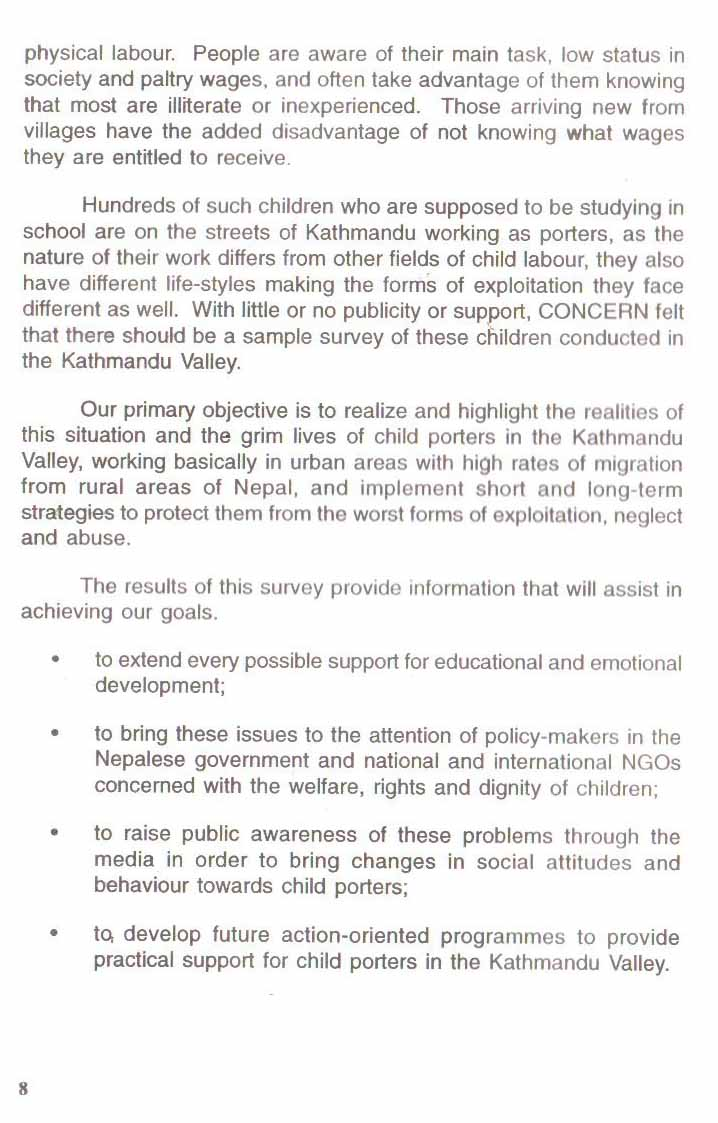 physical labour. People are aware of their main task, low status in
society and paltry wages, and often take advantage of them knowing
that most are illiterate or inexperienced. Those arriving new from
villages have the added disadvantage of not knowing what wages
they are entitled to receive.
Hundreds of such children who are supposed to be studying in
school are on the streets of Kathmandu working as porters, as the
nature of their work differs from other fields of child labour, they also
have different life-styles making the forms of exploitation they face
different as well. With little or no publicity or support, CONCERN felt
that there should be a sample survey of these children conducted in
the Kathmandu Valley.
Our primary objective is to realize and highlight the realities of
this situation and the grim lives of child porters in the Kathmandu
Valley, working basically in urban areas with high rates of migration
from rural areas of Nepal, and implement short and long-term
strategies to protect them from the worst forms of exploitation, neglect
and abuse.
The results of this survey provide information that will assist in
achieving our goals.
• to extend every possible support for educational and emotional
development;
• to bring these issues to the attention of policy-makers in the
Nepalese government and national and international NGOs
concerned with the welfare, rights and dignity of children;
• to raise public awareness of these problems through the
media in order to bring changes in social attitudes and
behaviour towards child porters;
• to develop future action-oriented programmes to provide
practical support for child porters in the Kathmandu Valley.
8